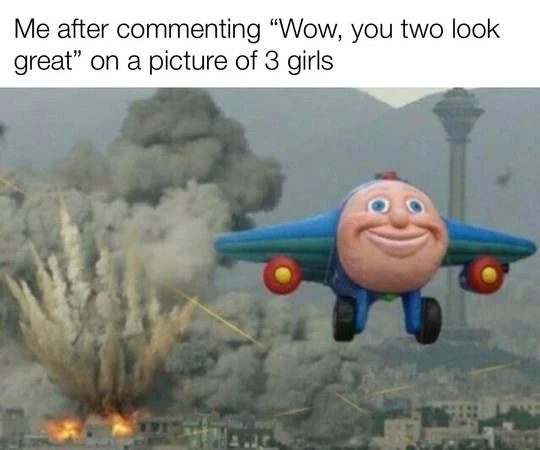 Me after commenting “Wow, you two look
great” on a picture of 3 girls